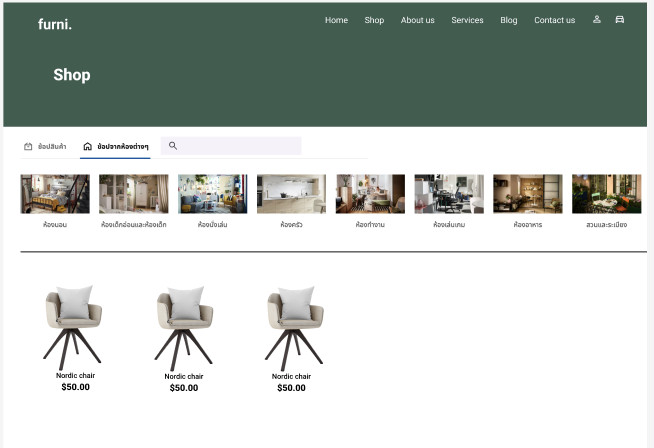 furni.
Home Shop About us Services Blog Contact us
Shop
ช้อปสินค้า ช้อปจากห้องต่างๆ
ห้องนอน ห้องเด็กอ่อนและห้องเด็ก ห้องนั่งเล่น ห้องครัว ห้องทำงาน ห้องเล่นเกม ห้องอาหาร สวนและระเบียง
Nordic chair Nordic chair Nordic chair
$50.00 $50.00 $50.00